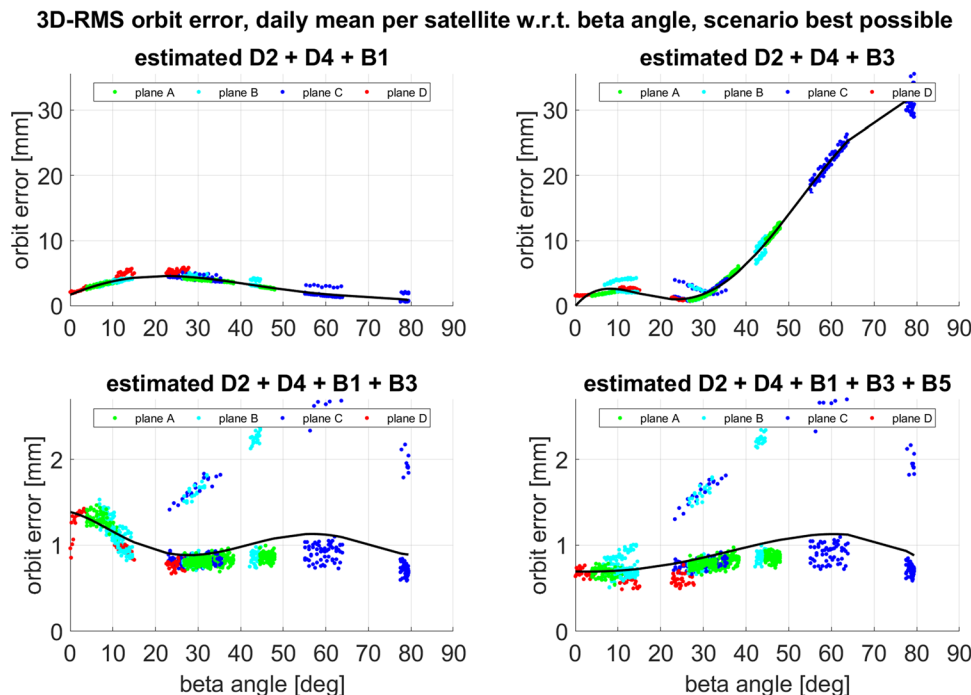 3D-RMS orbit error, daily mean per satellite w.r.t. beta angle, scenario best possible
estimated D2 + D4 + B1
plane A plane B plane C plane D
orbit error [mm]
30
20
10
0
0 10 20 30 40 50 60 70 80 90
estimated D2 + D4 + B3
plane A plane B plane C plane D
orbit error [mm]
30
20
10
0
0 10 20 30 40 50 60 70 80 90
estimated D2 + D4 + B1 + B3
plane A plane B plane C plane D
orbit error [mm]
2
1
0
0 10 20 30 40 50 60 70 80 90
beta angle [deg]
estimated D2 + D4 + B1 + B3 + B5
plane A plane B plane C plane D
orbit error [mm]
2
1
0
0 10 20 30 40 50 60 70 80 90
beta angle [deg]